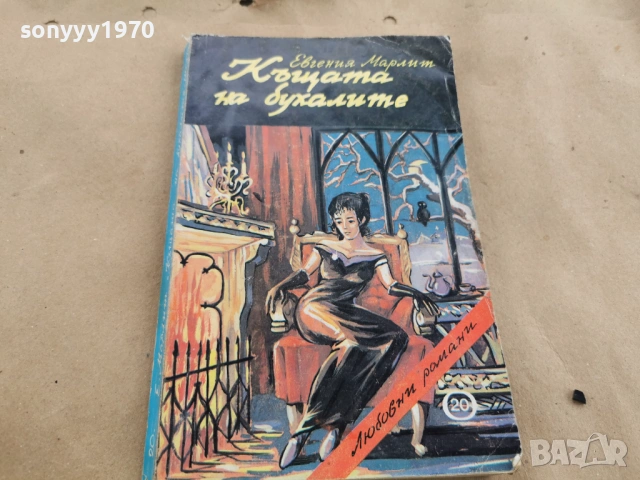 sonyyy1970
Евгения Марлит
Къщата
на бухалите
Любовни романи
20
BAZAR